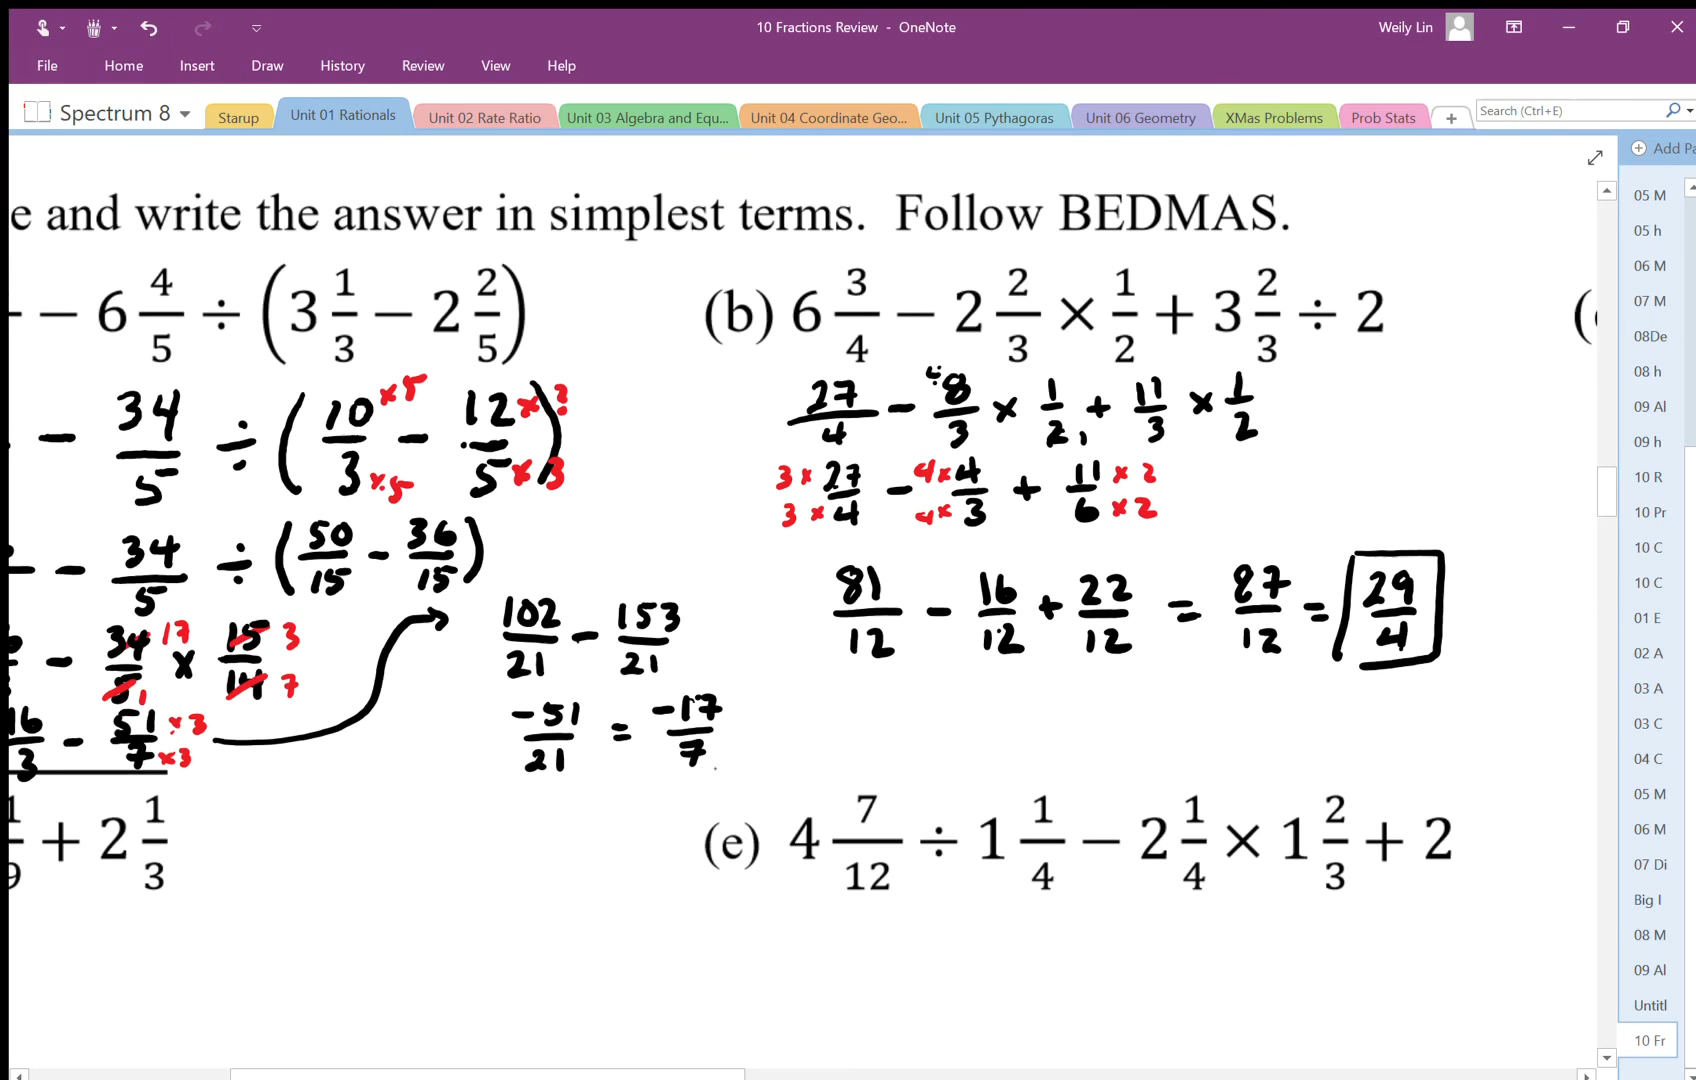 10 Fractions Review - OneNote
Weily Lin
File Home Insert Draw History Review View Help
Spectrum 8
Starup
Unit 01 Rationals
Unit 02 Rate Ratio
Unit 03 Algebra and Equ...
Unit 04 Coordinate Geo...
Unit 05 Pythagoras
Unit 06 Geometry
XMas Problems
Prob Stats
+
Search (Ctrl+E)
Add Pa
e and write the answer in simplest terms. Follow BEDMAS.
- 6 4/5 ÷ (3 1/3 - 2 2/5)
- 34/5 ÷ (10/3 - 12/5)
×5 ×5 ×3
- 34/5 ÷ (50/15 - 36/15)
- 34/5 × 15/14
17 1 3 7
16/3 - 51/7 ×3 ×3
102/21 - 153/21
-51/21 = -17/7
(b) 6 3/4 - 2 2/3 × 1/2 + 3 2/3 ÷ 2
27/4 - 8/3 × 1/2 + 11/3 × 1/2
3×27/3×4 - 4×4/4×3 + 11×2/6×2
81/12 - 16/12 + 22/12 = 87/12 = 29/4
+ 2 1/3
(e) 4 7/12 ÷ 1 1/4 - 2 1/4 × 1 2/3 + 2
05 M
05 h
06 M
07 M
08De
08 h
09 Al
09 h
10 R
10 Pr
10 C
10 C
01 E
02 A
03 A
03 C
04 C
05 M
06 M
07 Di
Big I
08 M
09 Al
Untitl
10 Fr